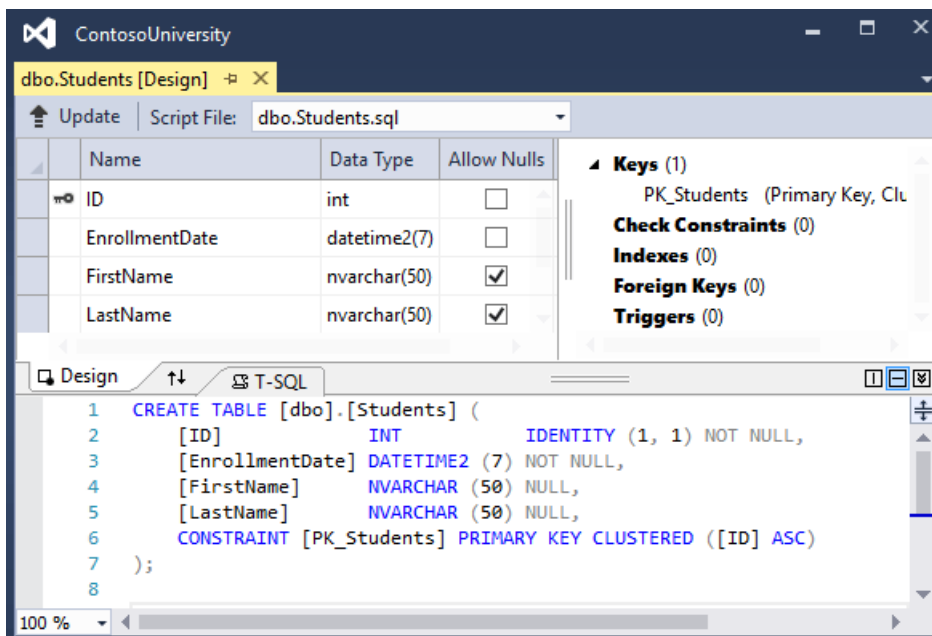 ContosoUniversity
dbo.Students [Design]
Update Script File: dbo.Students.sql
Name Data Type Allow Nulls
ID int
EnrollmentDate datetime2(7)
FirstName nvarchar(50)
LastName nvarchar(50)
Keys (1)
PK_Students (Primary Key, Clu
Check Constraints (0)
Indexes (0)
Foreign Keys (0)
Triggers (0)
Design T-SQL
1 CREATE TABLE [dbo].[Students] (
2 [ID] INT IDENTITY (1, 1) NOT NULL,
3 [EnrollmentDate] DATETIME2 (7) NOT NULL,
4 [FirstName] NVARCHAR (50) NULL,
5 [LastName] NVARCHAR (50) NULL,
6 CONSTRAINT [PK_Students] PRIMARY KEY CLUSTERED ([ID] ASC)
7 );
8
100 %